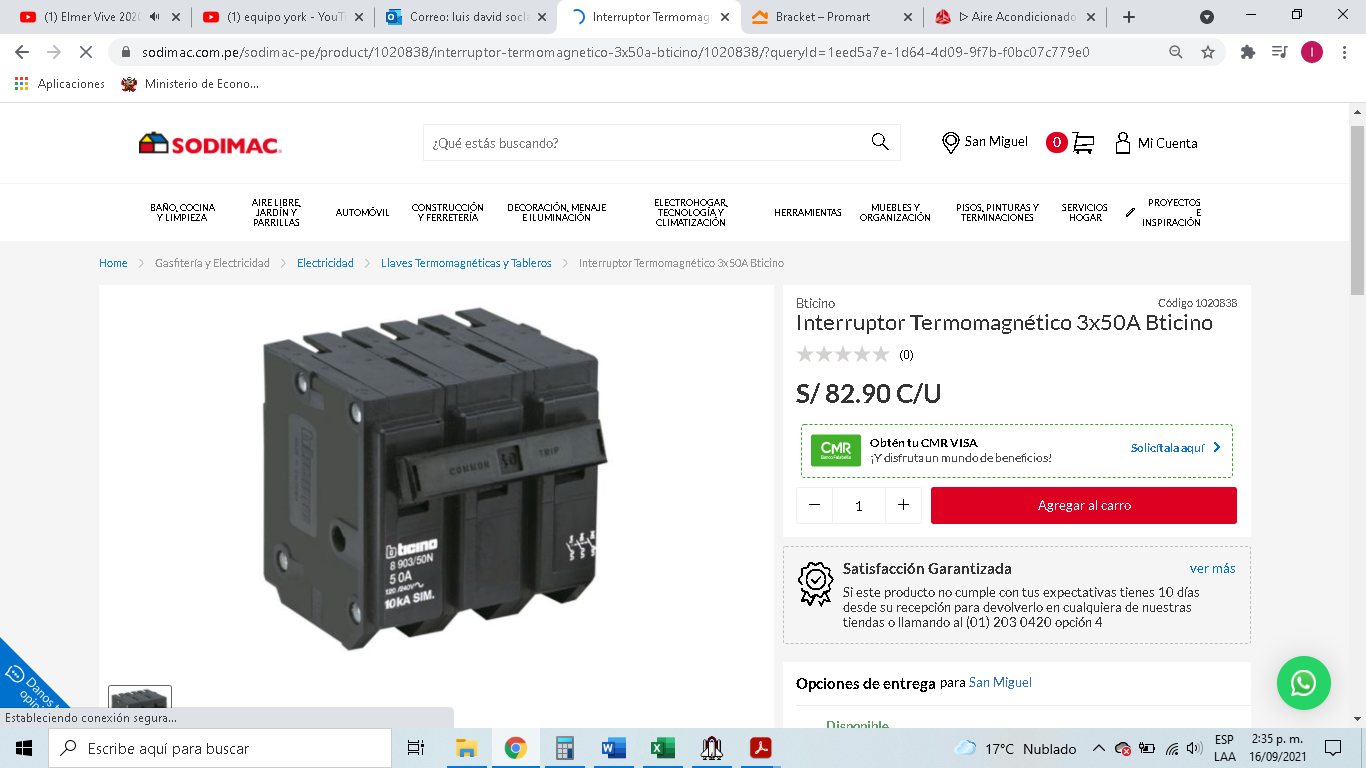 (1) Elmer Vive 202
(1) equipo york - YouT
Correo: luis david socla
Interruptor Termomag
Bracket – Promart
▷ Aire Acondicionado
sodimac.com.pe/sodimac-pe/product/1020838/interruptor-termomagnetico-3x50a-bticino/1020838/?queryId=1eed5a7e-1d64-4d09-9f7b-f0bc07c779e0
I
Aplicaciones
Ministerio de Econo...
SODIMAC
¿Qué estás buscando?
San Miguel
0
Mi Cuenta
BAÑO, COCINA
Y LIMPIEZA
AIRE LIBRE,
JARDÍN Y
PARRILLAS
AUTOMÓVIL
CONSTRUCCIÓN
Y FERRETERÍA
DECORACIÓN, MENAJE
E ILUMINACIÓN
ELECTROHOGAR,
TECNOLOGÍA Y
CLIMATIZACIÓN
HERRAMIENTAS
MUEBLES Y
ORGANIZACIÓN
PISOS, PINTURAS Y
TERMINACIONES
SERVICIOS
HOGAR
PROYECTOS
E
INSPIRACIÓN
Home > Gasfitería y Electricidad > Electricidad > Llaves Termomagnéticas y Tableros > Interruptor Termomagnético 3x50A Bticino
COMMON 50 TRIP
bticino
8 903/50N
50A
120/240V~
10kA SIM.
Bticino
Código 1020838
Interruptor Termomagnético 3x50A Bticino
(0)
S/ 82.90 C/U
CMR
Banco Falabella
Obtén tu CMR VISA
¡Y disfruta un mundo de beneficios!
Solicítala aquí
− 1 +
Agregar al carro
Satisfacción Garantizada
ver más
Si este producto no cumple con tus expectativas tienes 10 días
desde su recepción para devolverlo en cualquiera de nuestras
tiendas o llamando al (01) 203 0420 opción 4
Opciones de entrega para San Miguel
Disponible
Danos
opin
Estableciendo conexión segura...
Escribe aquí para buscar
17°C Nublado
ESP
LAA
2:35 p. m.
16/09/2021